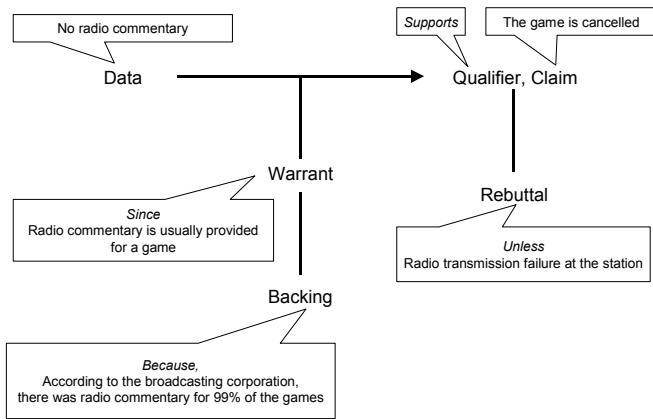 No radio commentary
Supports
The game is cancelled
Data
Qualifier, Claim
Warrant
Rebuttal
Since
Radio commentary is usually provided
for a game
Unless
Radio transmission failure at the station
Backing
Because,
According to the broadcasting corporation,
there was radio commentary for 99% of the games